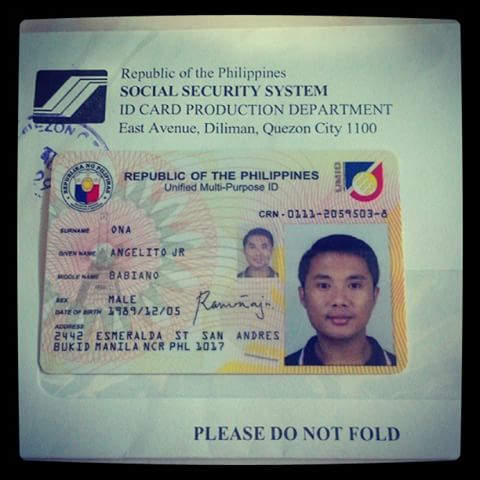 Republic of the Philippines
SOCIAL SECURITY SYSTEM
ID CARD PRODUCTION DEPARTMENT
East Avenue, Diliman, Quezon City 1100
QUEZON C
REPUBLIKA NG PILIPINAS
REPUBLIC OF THE PHILIPPINES
Unified Multi-Purpose ID
UMID
CRN - 0111-2059503-8
SURNAME ONA
GIVEN NAME ANGELITO JR
MIDDLE NAME BABIANO
SEX MALE
DATE OF BIRTH 1989/12/05
ADDRESS
2442 ESMERALDA ST SAN ANDRES
BUKID MANILA NCR PHL 1017
PLEASE DO NOT FOLD